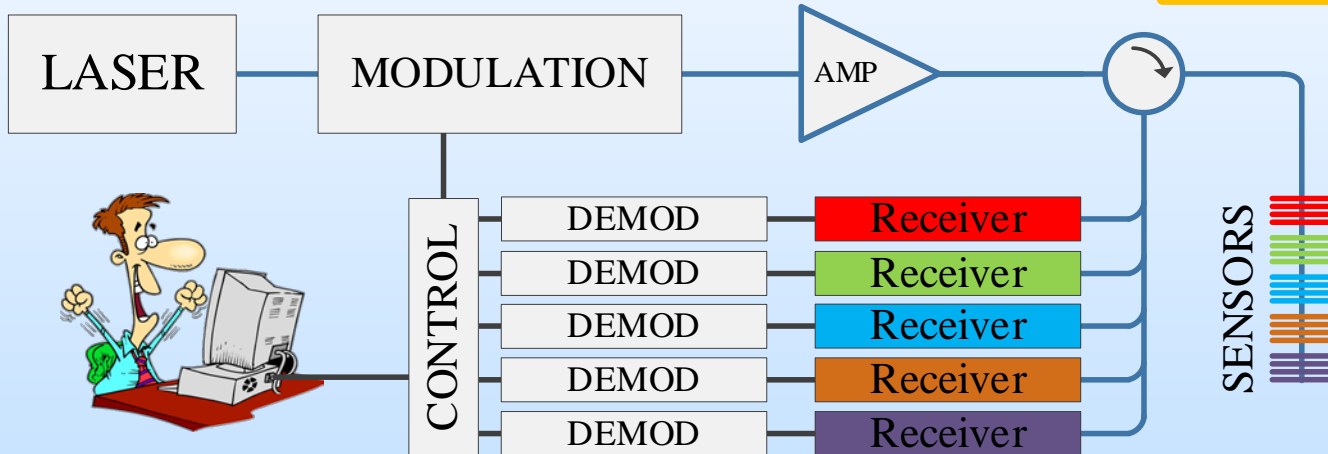 LASER
MODULATION
AMP
CONTROL
DEMOD
Receiver
DEMOD
Receiver
DEMOD
Receiver
DEMOD
Receiver
DEMOD
Receiver
SENSORS